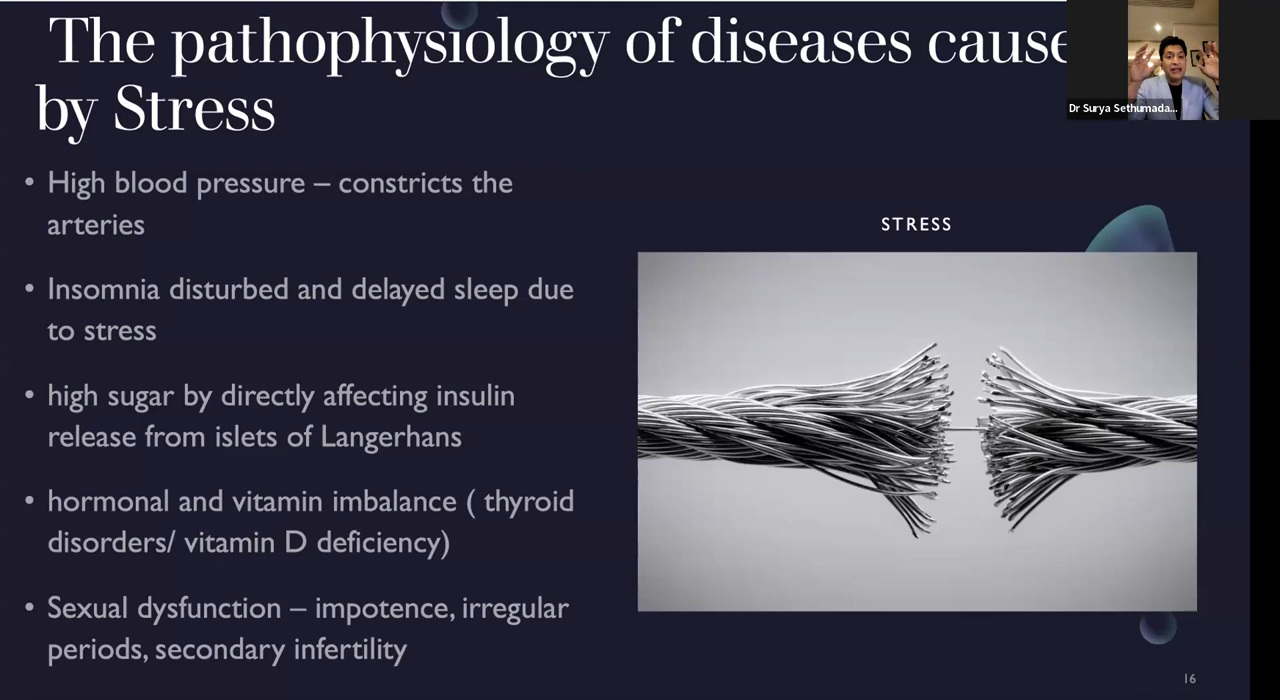 The pathophysiology of diseases cause
by Stress
Dr Surya Sethumada...
• High blood pressure – constricts the
arteries
• Insomnia disturbed and delayed sleep due
to stress
• high sugar by directly affecting insulin
release from islets of Langerhans
• hormonal and vitamin imbalance ( thyroid
disorders/ vitamin D deficiency)
• Sexual dysfunction – impotence, irregular
periods, secondary infertility
STRESS
16